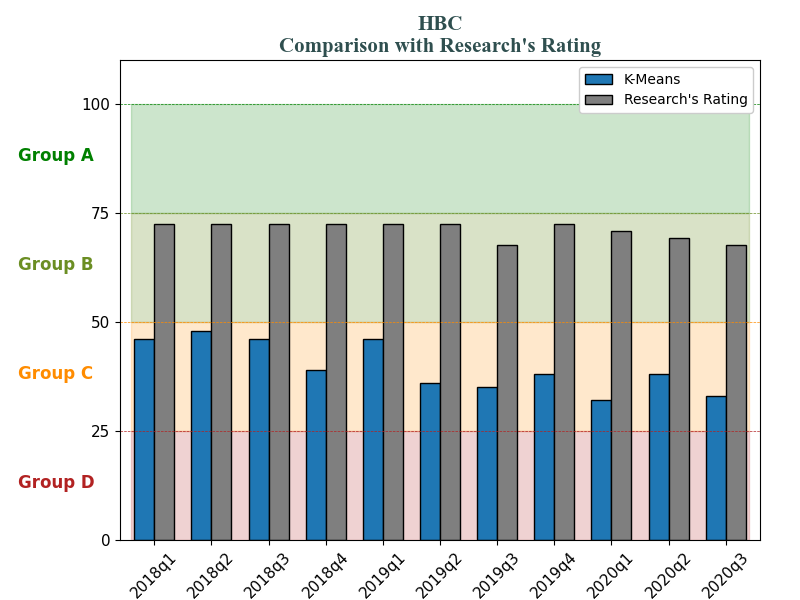 HBC
Comparison with Research's Rating
K-Means
Research's Rating
100
Group A
75
Group B
50
Group C
25
Group D
0
2018q1
2018q2
2018q3
2018q4
2019q1
2019q2
2019q3
2019q4
2020q1
2020q2
2020q3